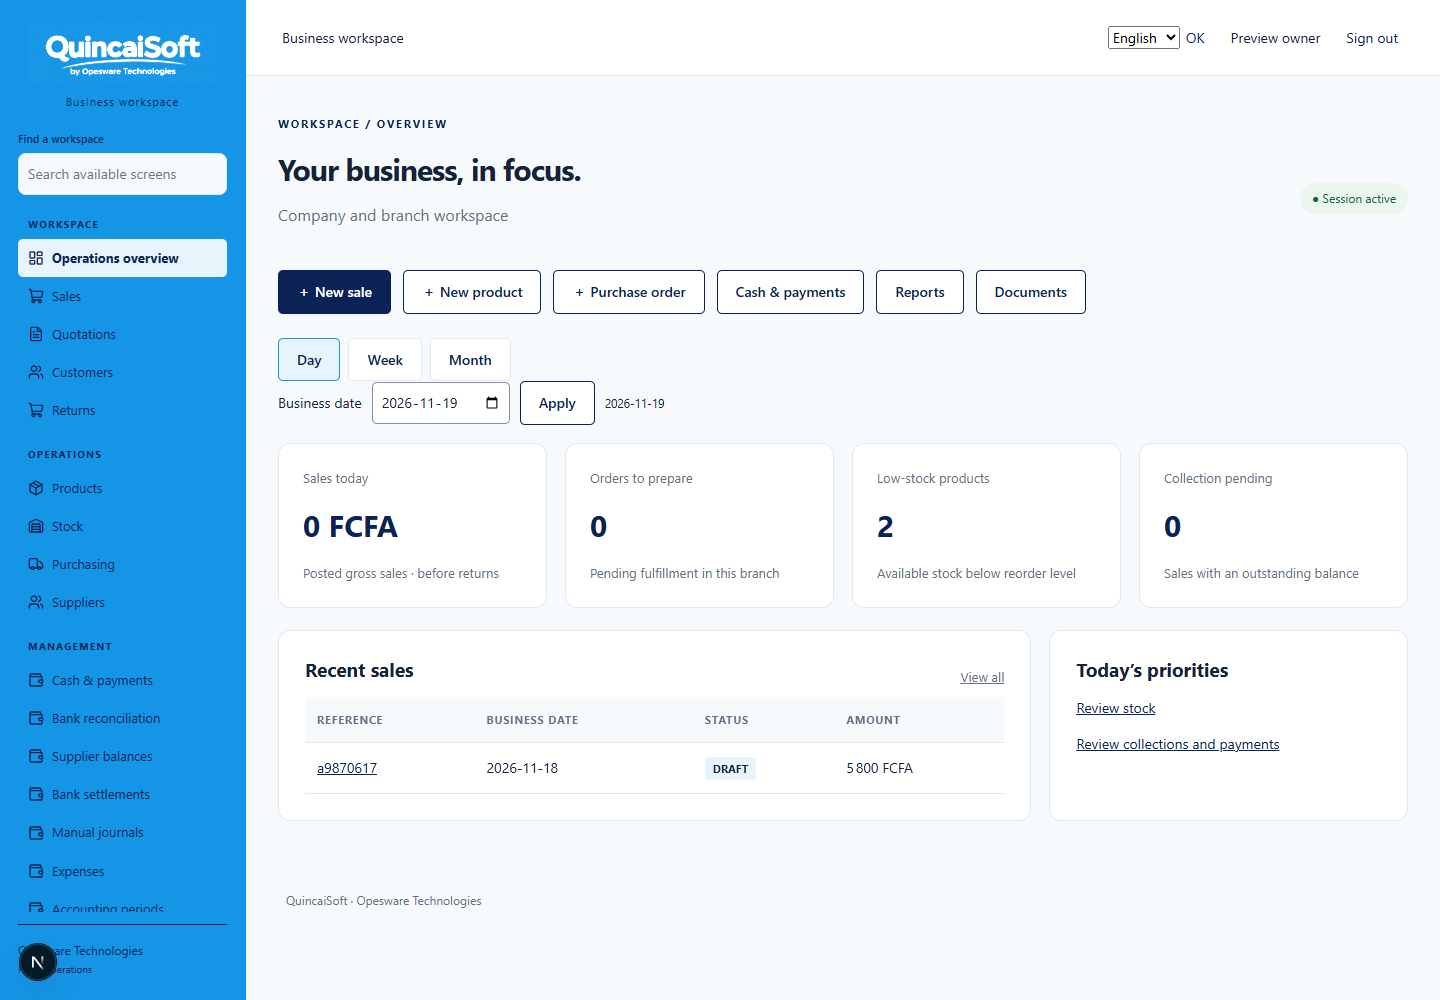 QuincaiSoft
by Opesware Technologies
Business workspace
Find a workspace
Search available screens
WORKSPACE
Operations overview
Sales
Quotations
Customers
Returns
OPERATIONS
Products
Stock
Purchasing
Suppliers
MANAGEMENT
Cash & payments
Bank reconciliation
Supplier balances
Bank settlements
Manual journals
Expenses
Accounting periods
N
Technologies
Business workspace
English OK Preview owner Sign out
WORKSPACE / OVERVIEW
Your business, in focus.
Company and branch workspace
● Session active
+ New sale + New product + Purchase order Cash & payments Reports Documents
Day Week Month
Business date 2026-11-19 Apply 2026-11-19
Sales today
0 FCFA
Posted gross sales · before returns
Orders to prepare
0
Pending fulfillment in this branch
Low-stock products
2
Available stock below reorder level
Collection pending
0
Sales with an outstanding balance
Recent sales
View all
REFERENCE BUSINESS DATE STATUS AMOUNT
a9870617 2026-11-18 DRAFT 5 800 FCFA
Today’s priorities
Review stock
Review collections and payments
QuincaiSoft · Opesware Technologies